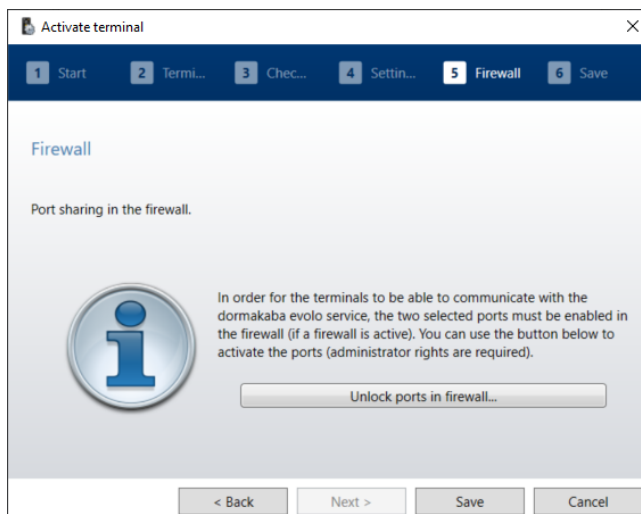 Activate terminal
1 Start 2 Termi... 3 Chec... 4 Settin... 5 Firewall 6 Save
Firewall
Port sharing in the firewall.
In order for the terminals to be able to communicate with the
dormakaba evolo service, the two selected ports must be enabled in
the firewall (if a firewall is active). You can use the button below to
activate the ports (administrator rights are required).
Unlock ports in firewall...
< Back Next > Save Cancel